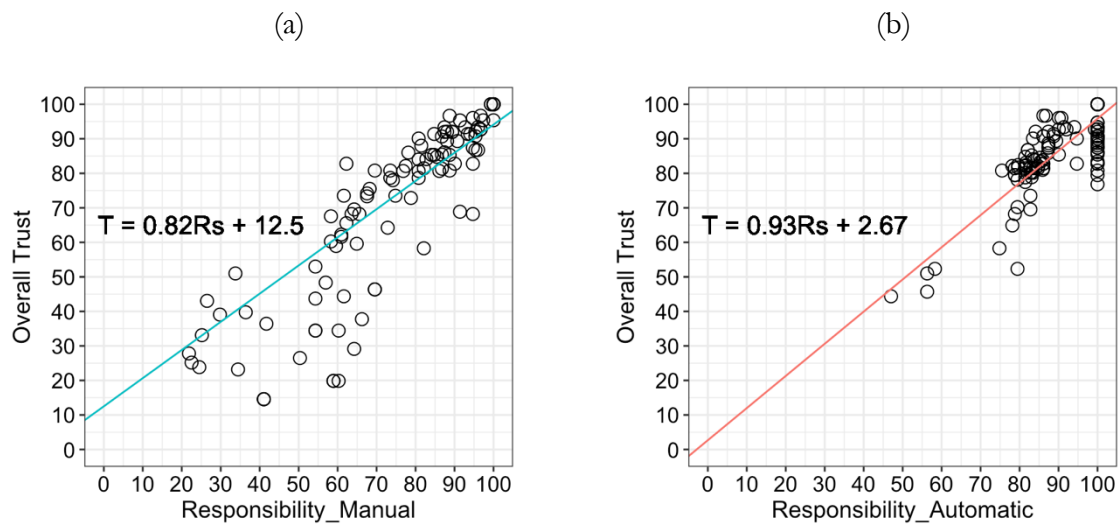 (a)
(b)
100
90
80
70
60
50
40
30
20
10
0
Overall Trust
T = 0.82Rs + 12.5
0 10 20 30 40 50 60 70 80 90 100
Responsibility_Manual
100
90
80
70
60
50
40
30
20
10
0
Overall Trust
T = 0.93Rs + 2.67
0 10 20 30 40 50 60 70 80 90 100
Responsibility_Automatic